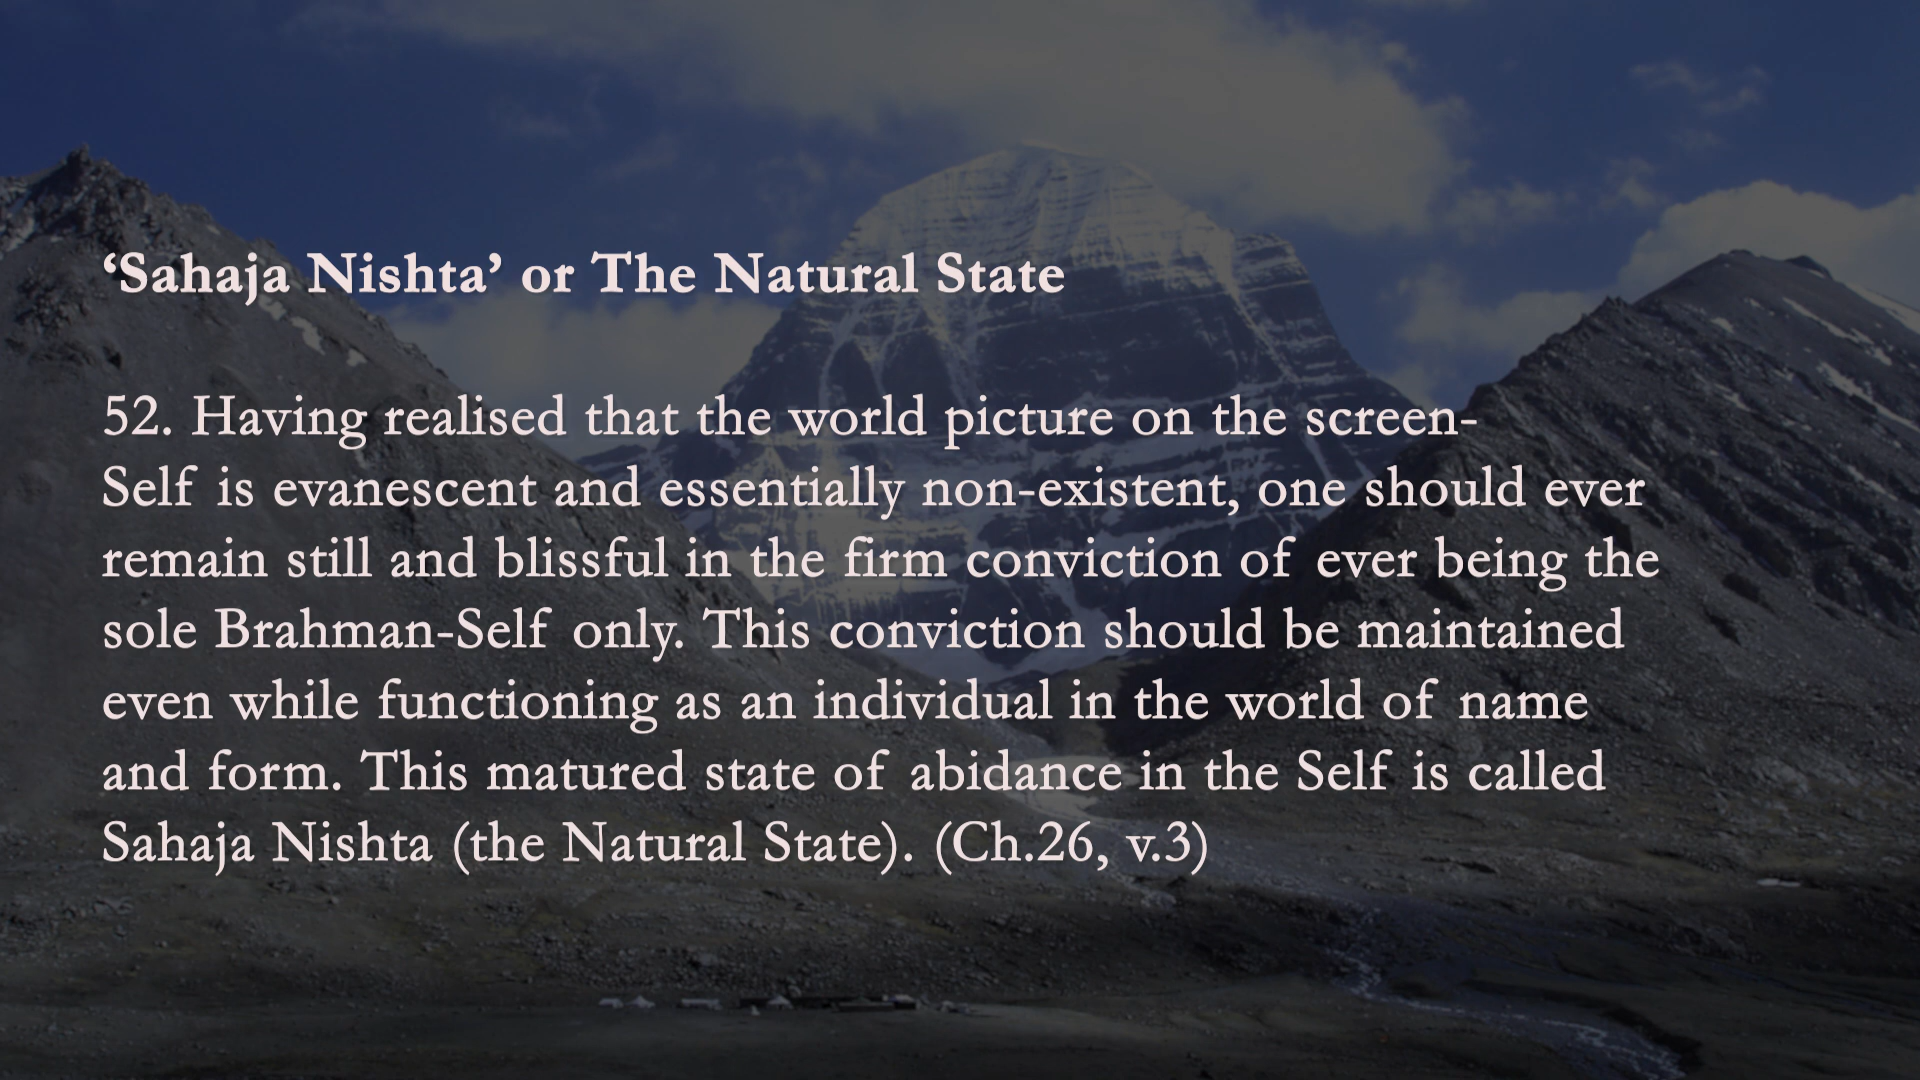 ‘Sahaja Nishta’ or The Natural State
52. Having realised that the world picture on the screen-
Self is evanescent and essentially non-existent, one should ever
remain still and blissful in the firm conviction of ever being the
sole Brahman-Self only. This conviction should be maintained
even while functioning as an individual in the world of name
and form. This matured state of abidance in the Self is called
Sahaja Nishta (the Natural State). (Ch.26, v.3)